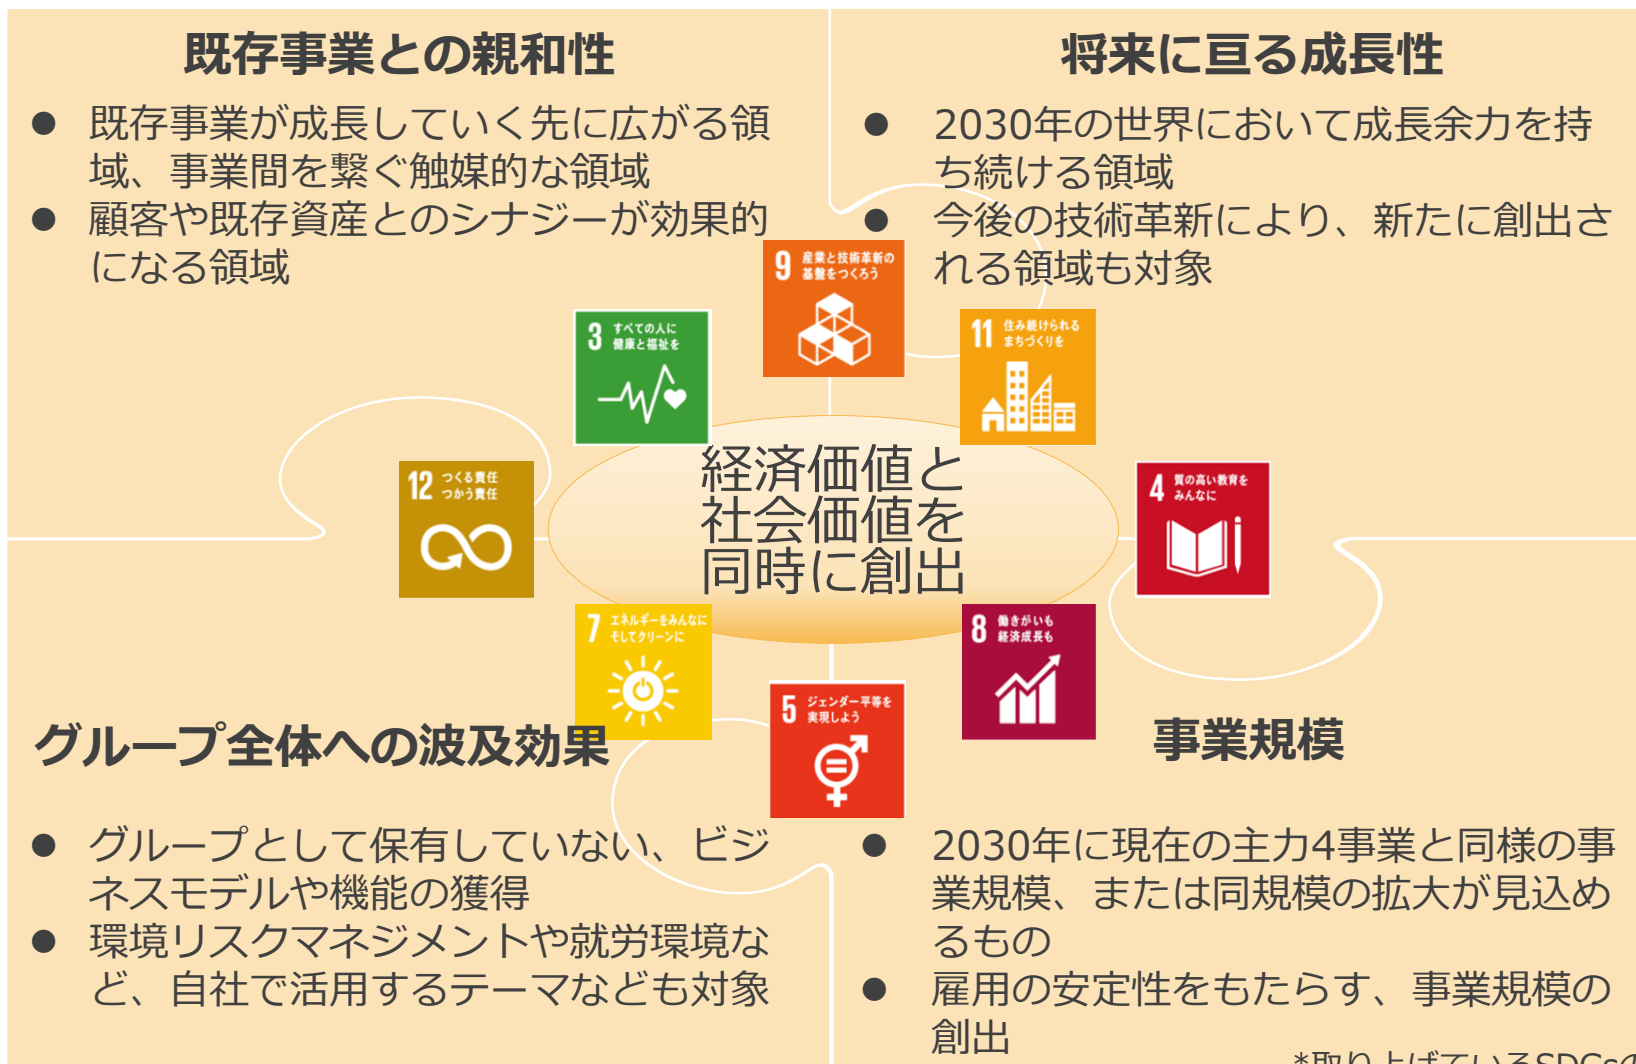 既存事業との親和性
● 既存事業が成長していく先に広がる領
域、事業間を繋ぐ触媒的な領域
● 顧客や既存資産とのシナジーが効果的
になる領域
将来に亘る成長性
● 2030年の世界において成長余力を持
ち続ける領域
● 今後の技術革新により、新たに創出さ
れる領域も対象
9 産業と技術革新の
基盤をつくろう
3 すべての人に
健康と福祉を
11 住み続けられる
まちづくりを
12 つくる責任
つかう責任
経済価値と
社会価値を
同時に創出
4 質の高い教育を
みんなに
7 エネルギーをみんなに
そしてクリーンに
8 働きがいも
経済成長も
5 ジェンダー平等を
実現しよう
グループ全体への波及効果
● グループとして保有していない、ビジ
ネスモデルや機能の獲得
● 環境リスクマネジメントや就労環境な
ど、自社で活用するテーマなども対象
事業規模
● 2030年に現在の主力4事業と同様の事
業規模、または同規模の拡大が見込め
るもの
● 雇用の安定性をもたらす、事業規模の
創出
*取り上げているSDGsの